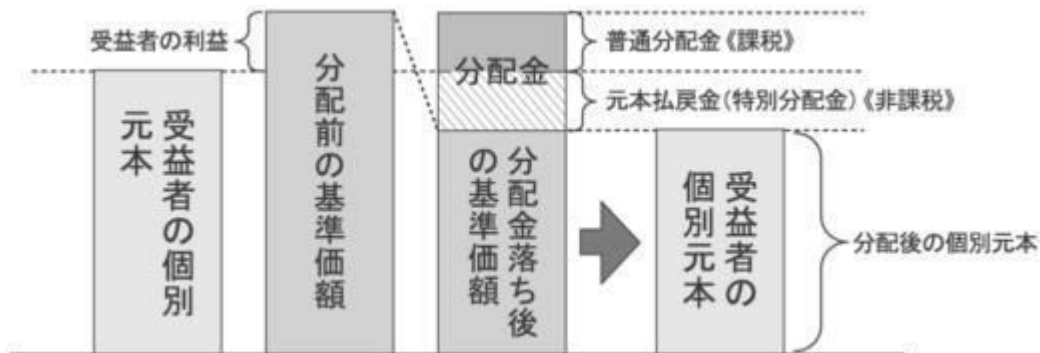 受益者の利益
受益者の個別
元本
分配前の基準価額
分配金
普通分配金《課税》
元本払戻金(特別分配金)《非課税》
分配金落ち後
の基準価額
受益者の
個別元本
分配後の個別元本